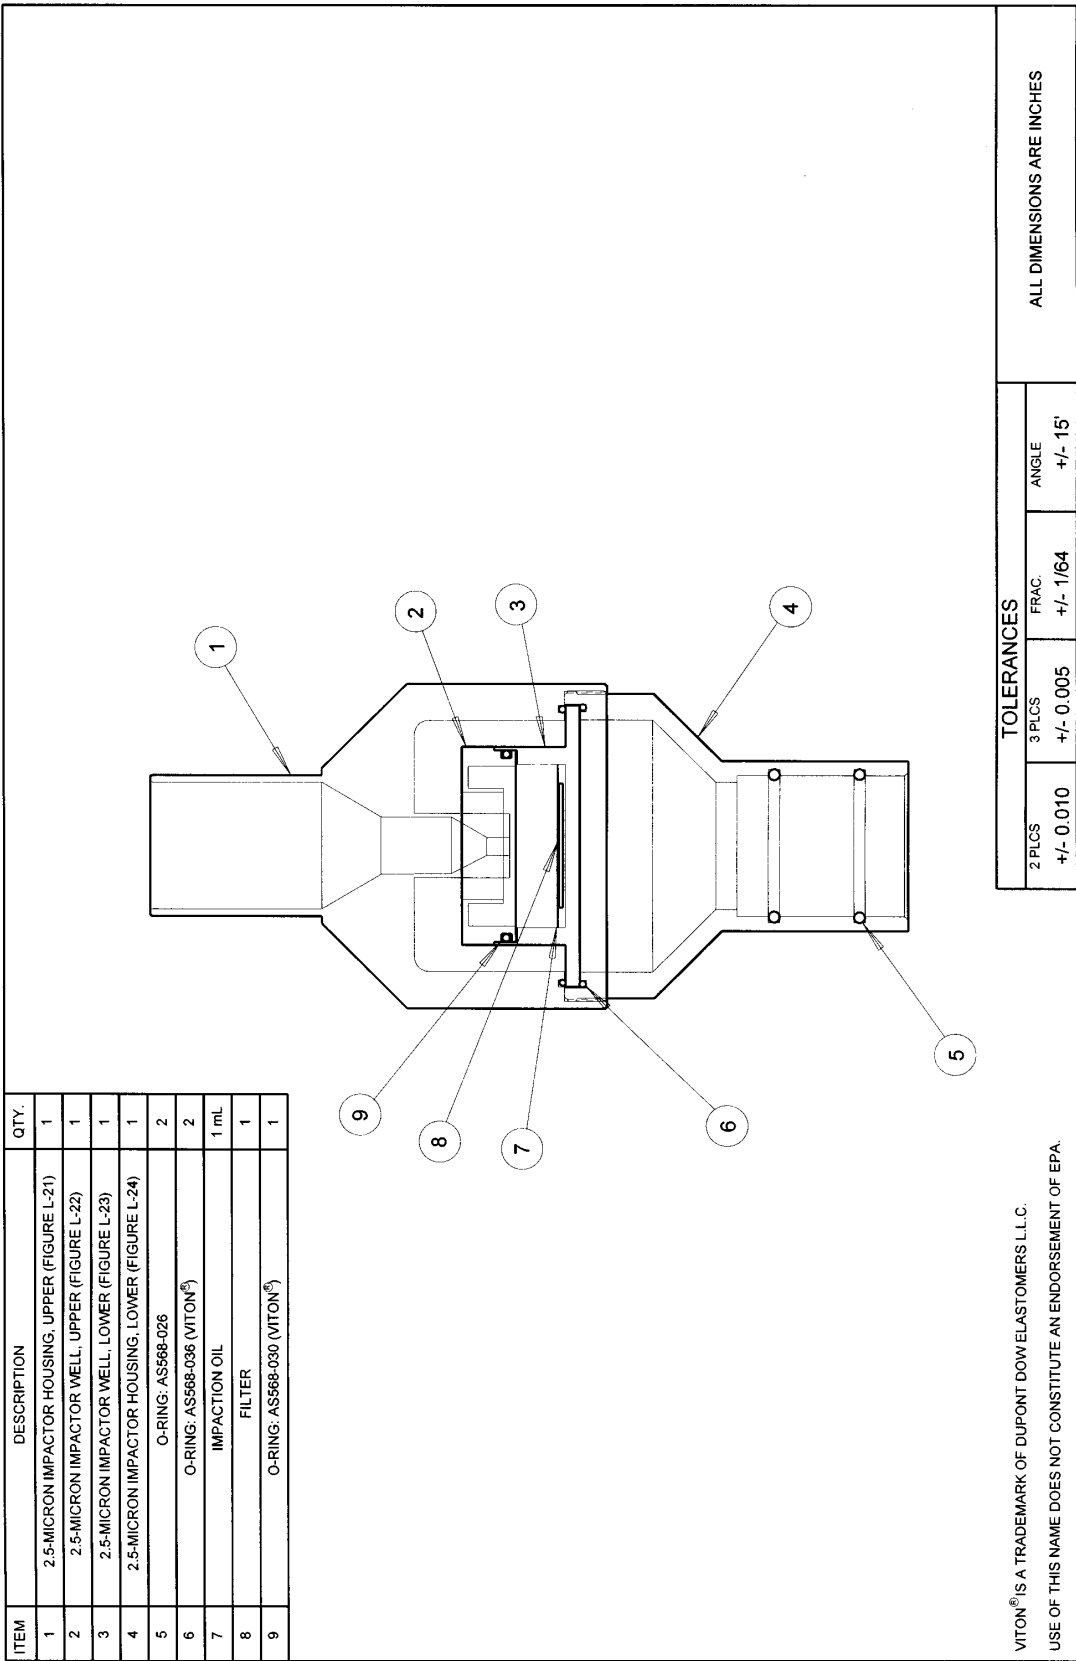 ITEM DESCRIPTION QTY.
1 2.5-MICRON IMPACTOR HOUSING, UPPER (FIGURE L-21) 1
2 2.5-MICRON IMPACTOR WELL, UPPER (FIGURE L-22) 1
3 2.5-MICRON IMPACTOR WELL, LOWER (FIGURE L-23) 1
4 2.5-MICRON IMPACTOR HOUSING, LOWER (FIGURE L-24) 1
5 O-RING: AS568-026 2
6 O-RING: AS568-036 (VITON®) 2
7 IMPACTION OIL 1 mL
8 FILTER 1
9 O-RING: AS568-030 (VITON®) 1
1
2
3
4
5
6
7
8
9
VITON® IS A TRADEMARK OF DUPONT DOW ELASTOMERS L.L.C.
USE OF THIS NAME DOES NOT CONSTITUTE AN ENDORSEMENT OF EPA.
TOLERANCES
2 PLCS 3 PLCS FRAC. ANGLE
+/- 0.010 +/- 0.005 +/- 1/64 +/- 15'
ALL DIMENSIONS ARE INCHES